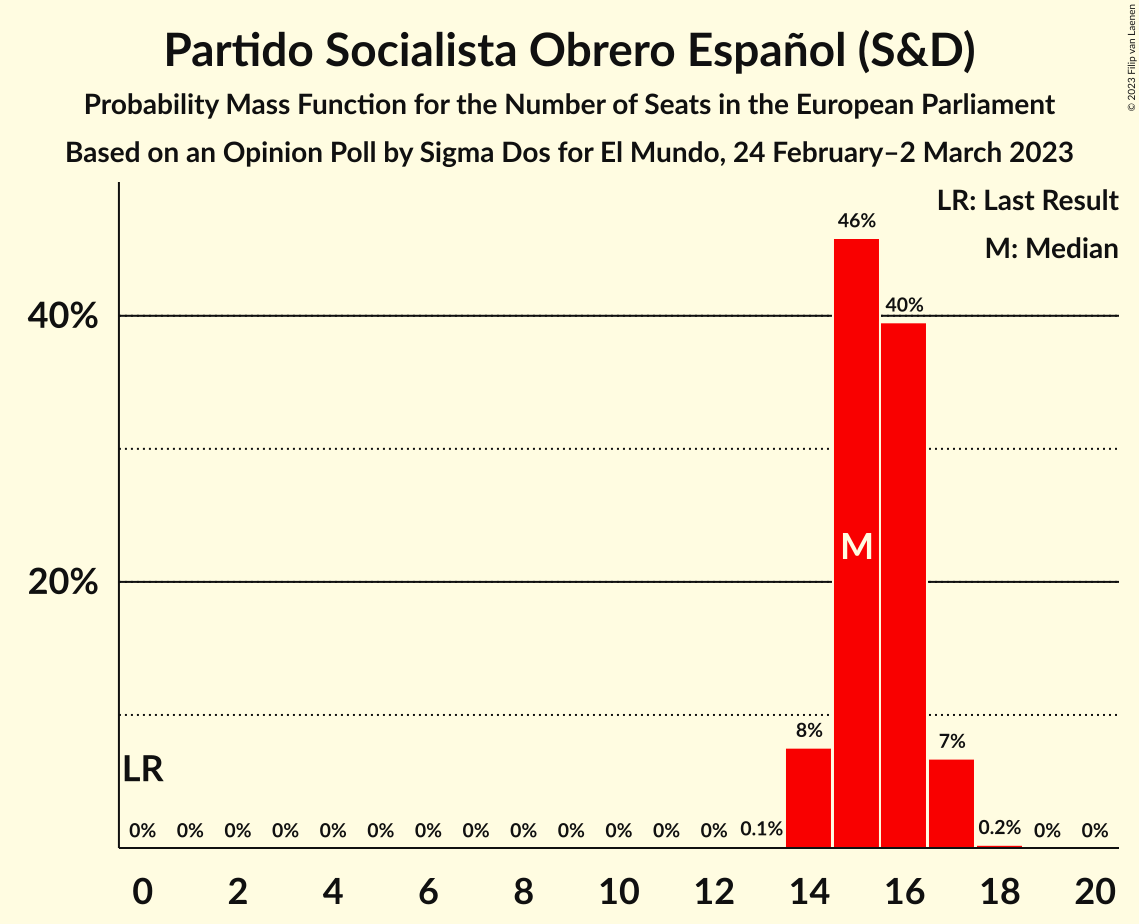 Partido Socialista Obrero Español (S&D)
Probability Mass Function for the Number of Seats in the European Parliament
Based on an Opinion Poll by Sigma Dos for El Mundo, 24 February–2 March 2023
© 2023 Filip van Laenen
LR: Last Result
M: Median
46%
40%
40%
M
20%
8%
7%
LR
0% 0% 0% 0% 0% 0% 0% 0% 0% 0% 0% 0% 0% 0.1% 0.2% 0% 0%
0 2 4 6 8 10 12 14 16 18 20